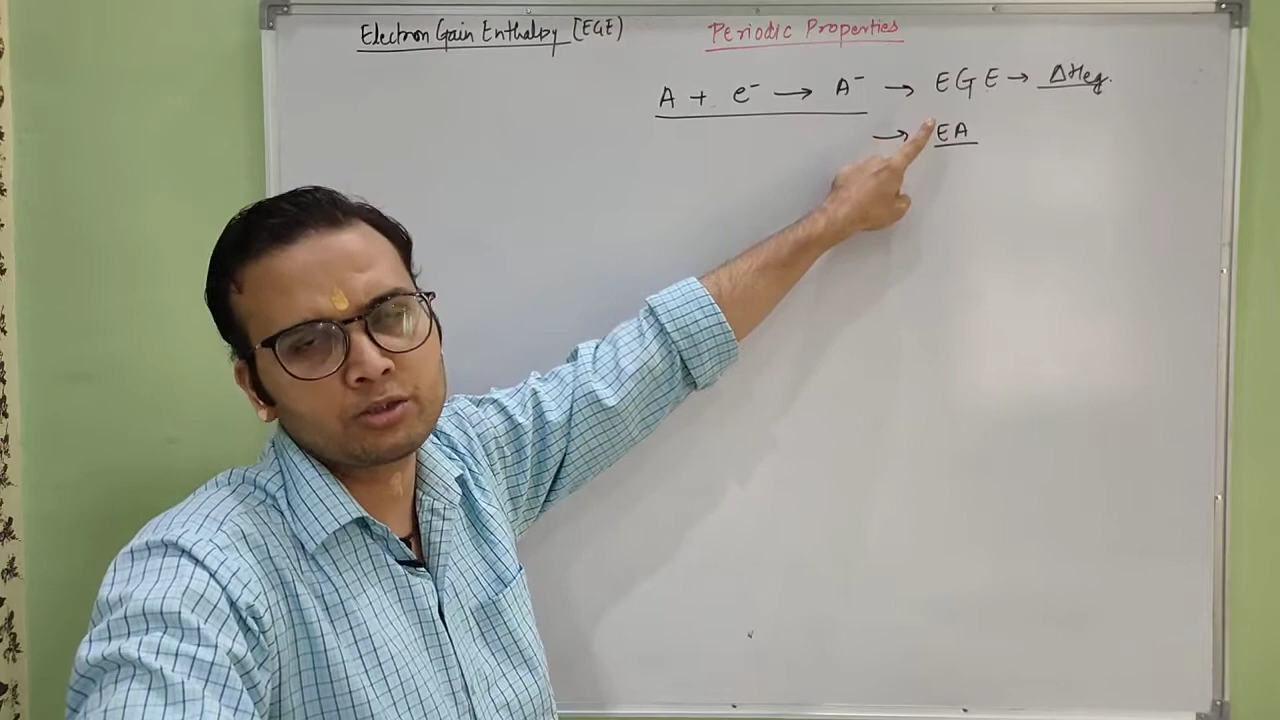 Electron Gain Enthalpy [EGE)
Periodic Properties
A + e⁻ → A⁻ → EGE → ΔHeg.
→ EA